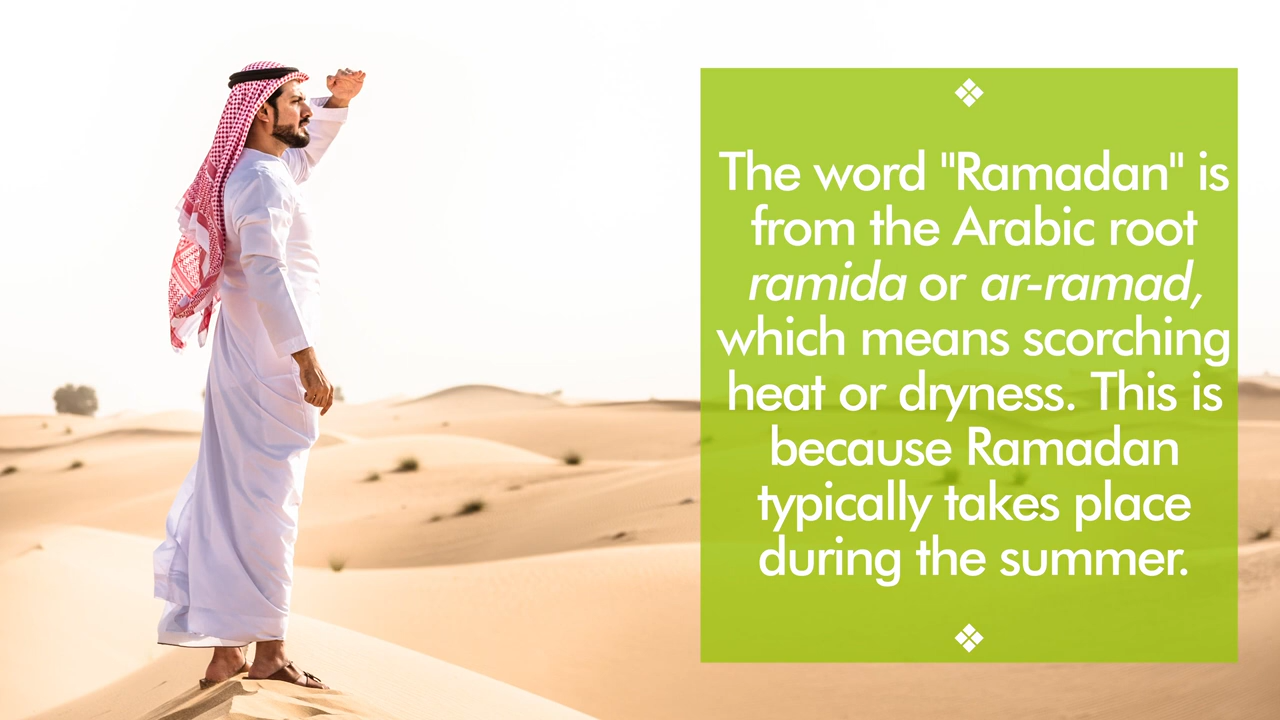 The word "Ramadan" is
from the Arabic root
ramida or ar-ramad,
which means scorching
heat or dryness. This is
because Ramadan
typically takes place
during the summer.